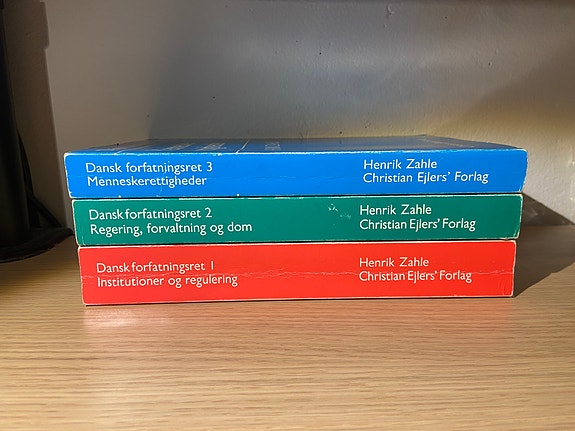 Dansk forfatningsret 3
Menneskerettigheder
Henrik Zahle
Christian Ejlers' Forlag
Dansk forfatningsret 2
Regering, forvaltning og dom
Henrik Zahle
Christian Ejlers' Forlag
Dansk forfatningsret 1
Institutioner og regulering
Henrik Zahle
Christian Ejlers' Forlag